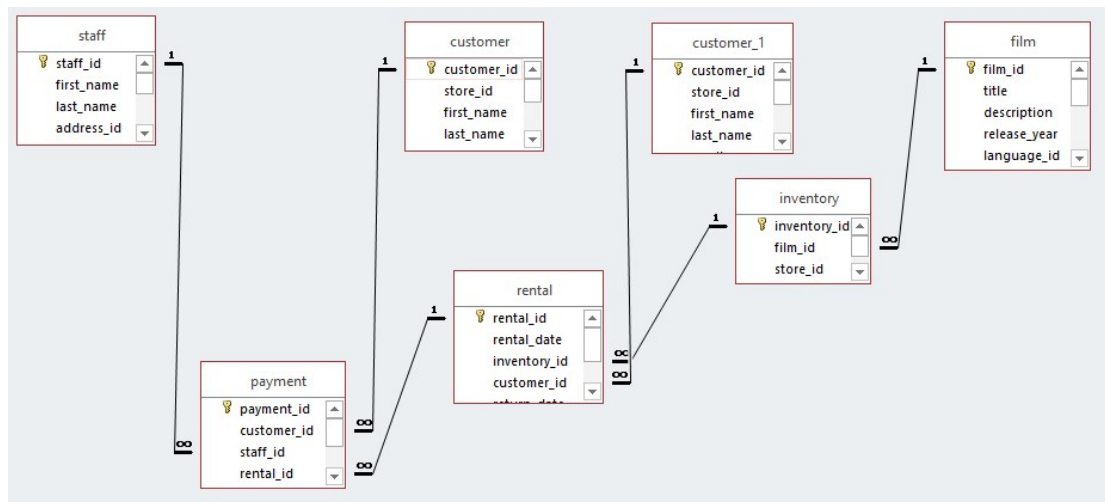 staff
staff_id
first_name
last_name
address_id
1
customer
customer_id
store_id
first_name
last_name
1
customer_1
customer_id
store_id
first_name
last_name
1
film
film_id
title
description
release_year
language_id
1
inventory
inventory_id
film_id
store_id
1
∞
rental
rental_id
rental_date
inventory_id
customer_id
return_date
1
∞
∞
payment
payment_id
customer_id
staff_id
rental_id
∞
∞
∞